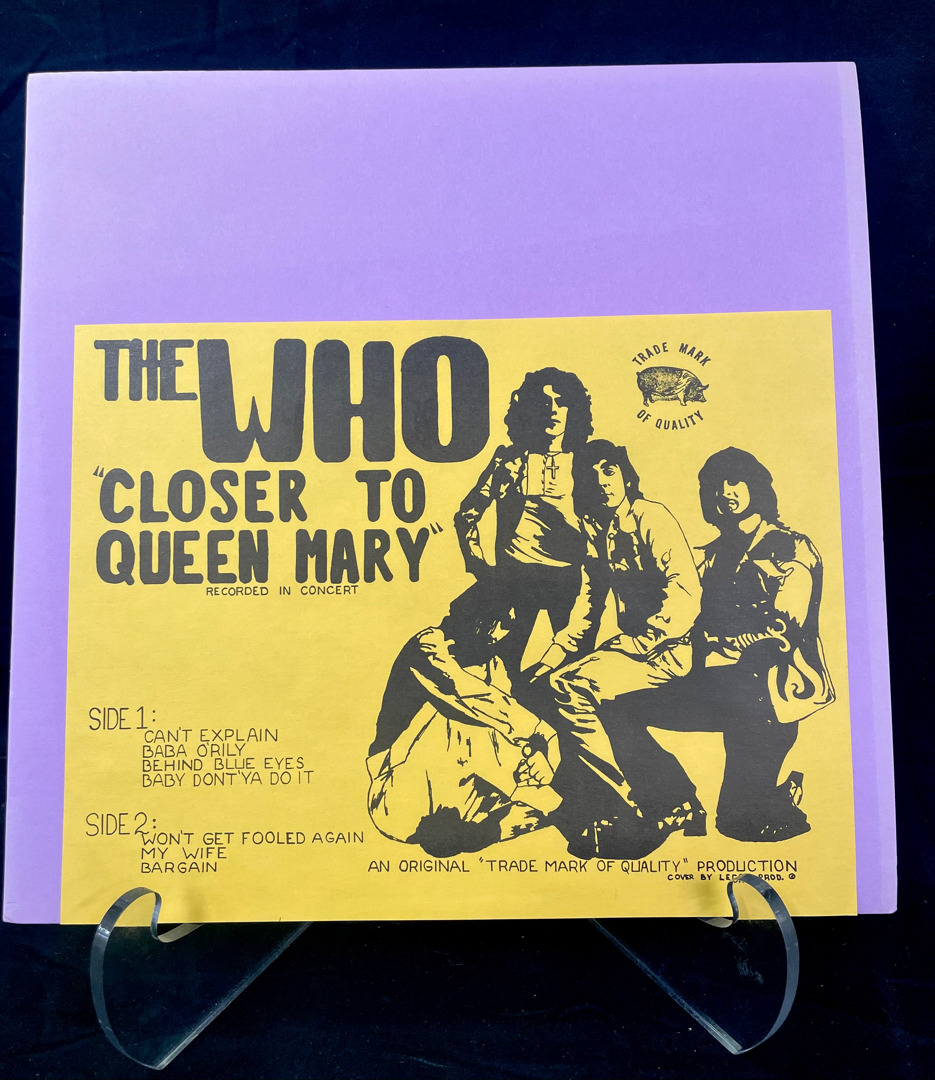 THE WHO
"CLOSER TO
QUEEN MARY"
RECORDED IN CONCERT
TRADE MARK
OF QUALITY
SIDE 1:
CAN'T EXPLAIN
BABA O'RILY
BEHIND BLUE EYES
BABY DONT'YA DO IT
SIDE 2:
WON'T GET FOOLED AGAIN
MY WIFE
BARGAIN
AN ORIGINAL "TRADE MARK OF QUALITY" PRODUCTION
COVER BY PROD.